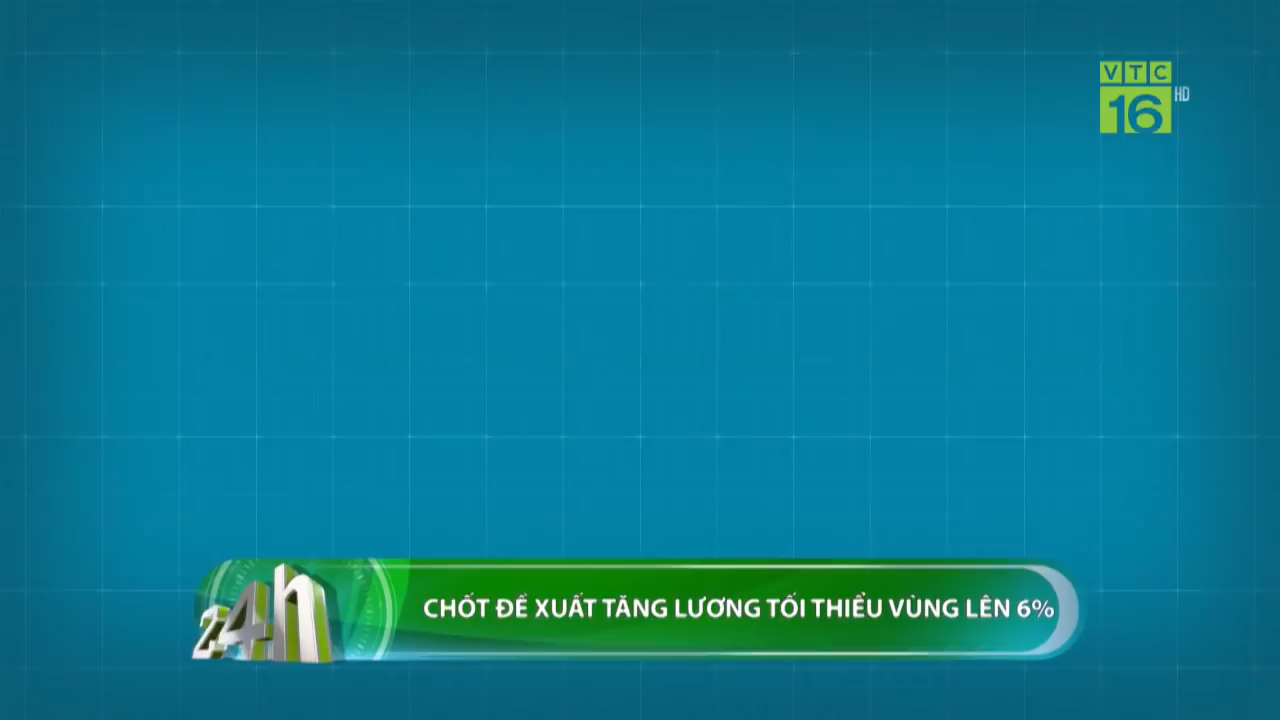 VTC
16 HD
24h
CHỐT ĐỀ XUẤT TĂNG LƯƠNG TỐI THIỂU VÙNG LÊN 6%